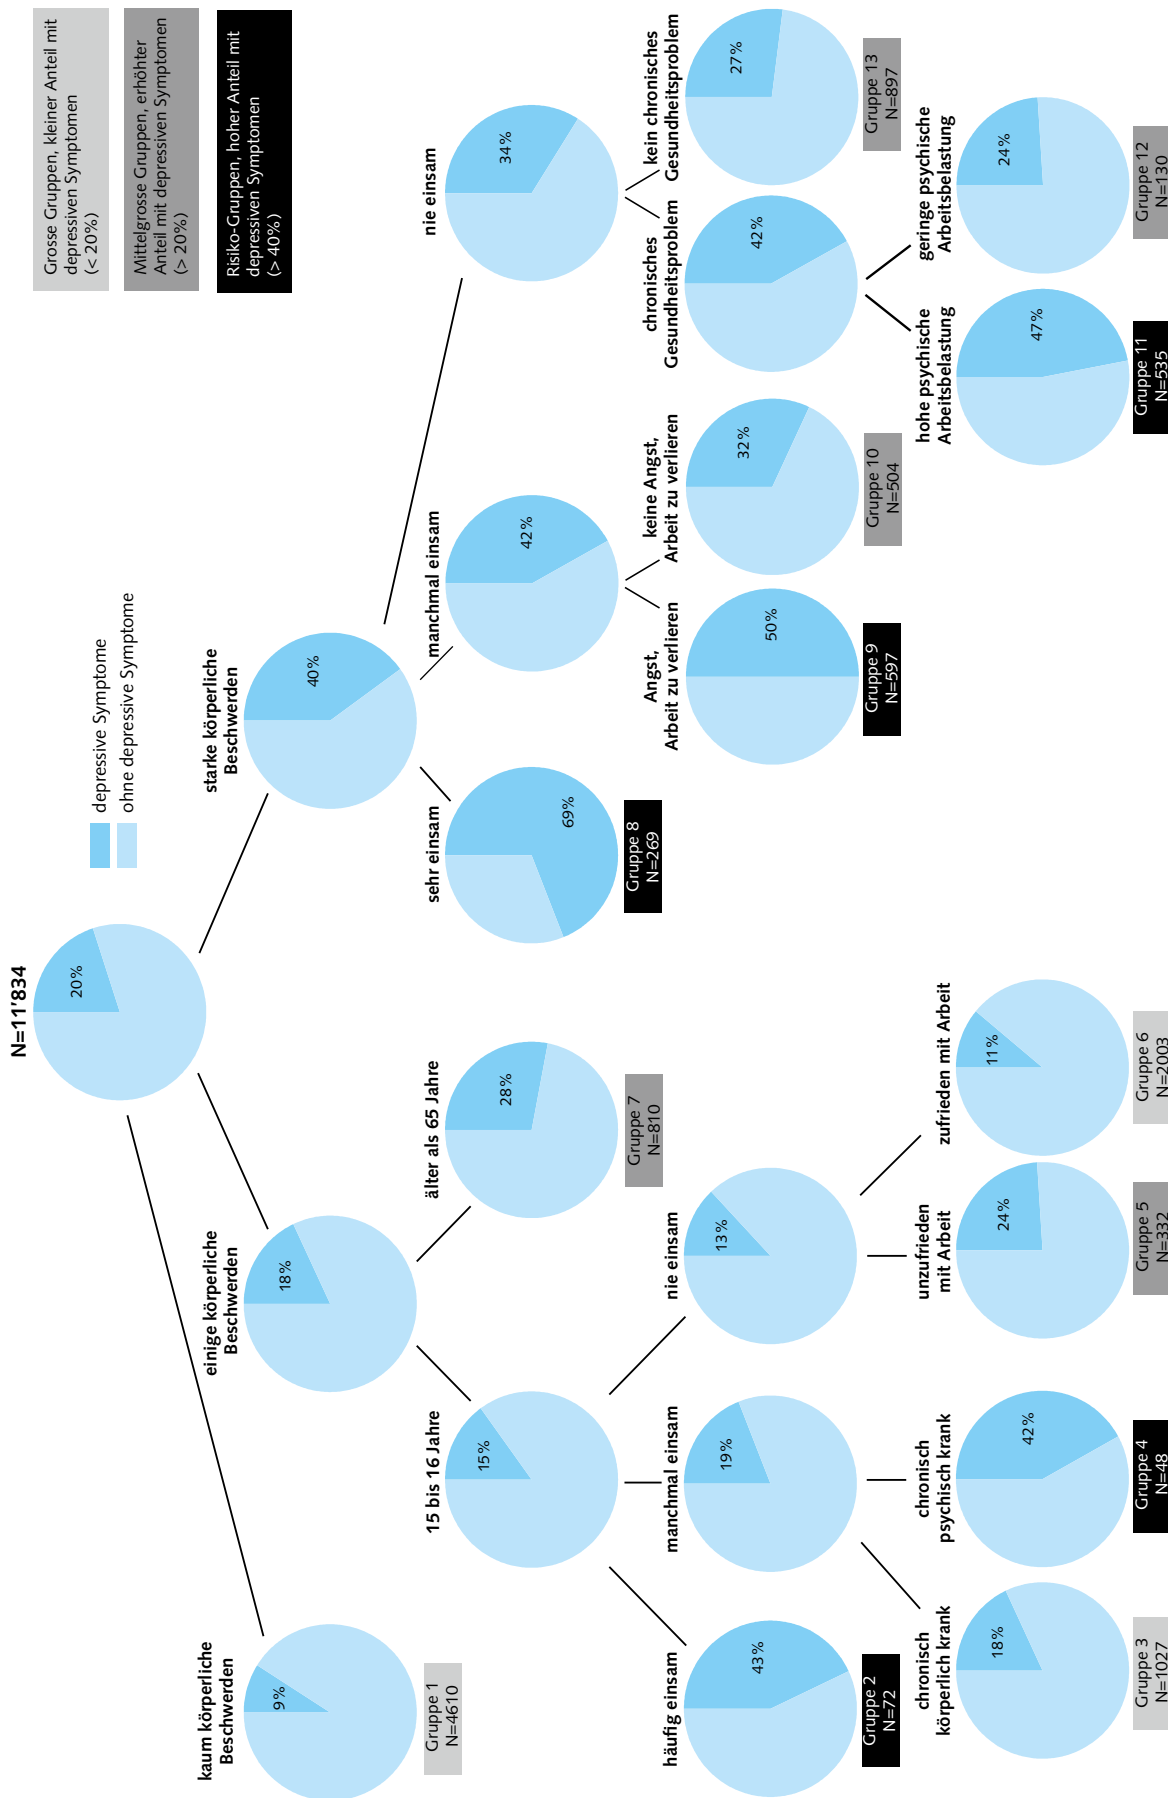 N=11'834
20%
depressive Symptome
ohne depressive Symptome
Grosse Gruppen, kleiner Anteil mit
depressiven Symptomen
(< 20%)
Mittelgrosse Gruppen, erhöhter
Anteil mit depressiven Symptomen
(> 20%)
Risiko-Gruppen, hoher Anteil mit
depressiven Symptomen
(> 40%)
kaum körperliche
Beschwerden
9%
Gruppe 1
N=4610
einige körperliche
Beschwerden
18%
starke körperliche
Beschwerden
40%
15 bis 16 Jahre
15%
älter als 65 Jahre
28%
Gruppe 7
N=810
sehr einsam
69%
Gruppe 8
N=269
manchmal einsam
42%
nie einsam
34%
häufig einsam
43%
Gruppe 2
N=72
manchmal einsam
19%
nie einsam
13%
Angst,
Arbeit zu verlieren
50%
Gruppe 9
N=597
keine Angst,
Arbeit zu verlieren
32%
Gruppe 10
N=504
chronisches
Gesundheitsproblem
42%
kein chronisches
Gesundheitsproblem
27%
Gruppe 13
N=897
chronisch
körperlich krank
18%
Gruppe 3
N=1027
chronisch
psychisch krank
42%
Gruppe 4
N=48
unzufrieden
mit Arbeit
24%
Gruppe 5
N=332
zufrieden mit Arbeit
11%
Gruppe 6
N=2003
hohe psychische
Arbeitsbelastung
47%
Gruppe 11
N=535
geringe psychische
Arbeitsbelastung
24%
Gruppe 12
N=130